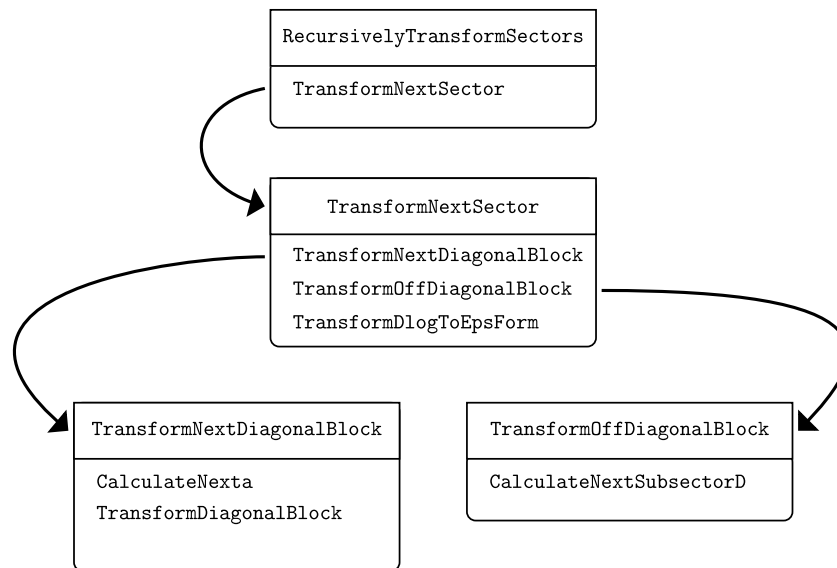 RecursivelyTransformSectors
TransformNextSector
TransformNextSector
TransformNextDiagonalBlock
TransformOffDiagonalBlock
TransformDlogToEpsForm
TransformNextDiagonalBlock
CalculateNexta
TransformDiagonalBlock
TransformOffDiagonalBlock
CalculateNextSubsectorD